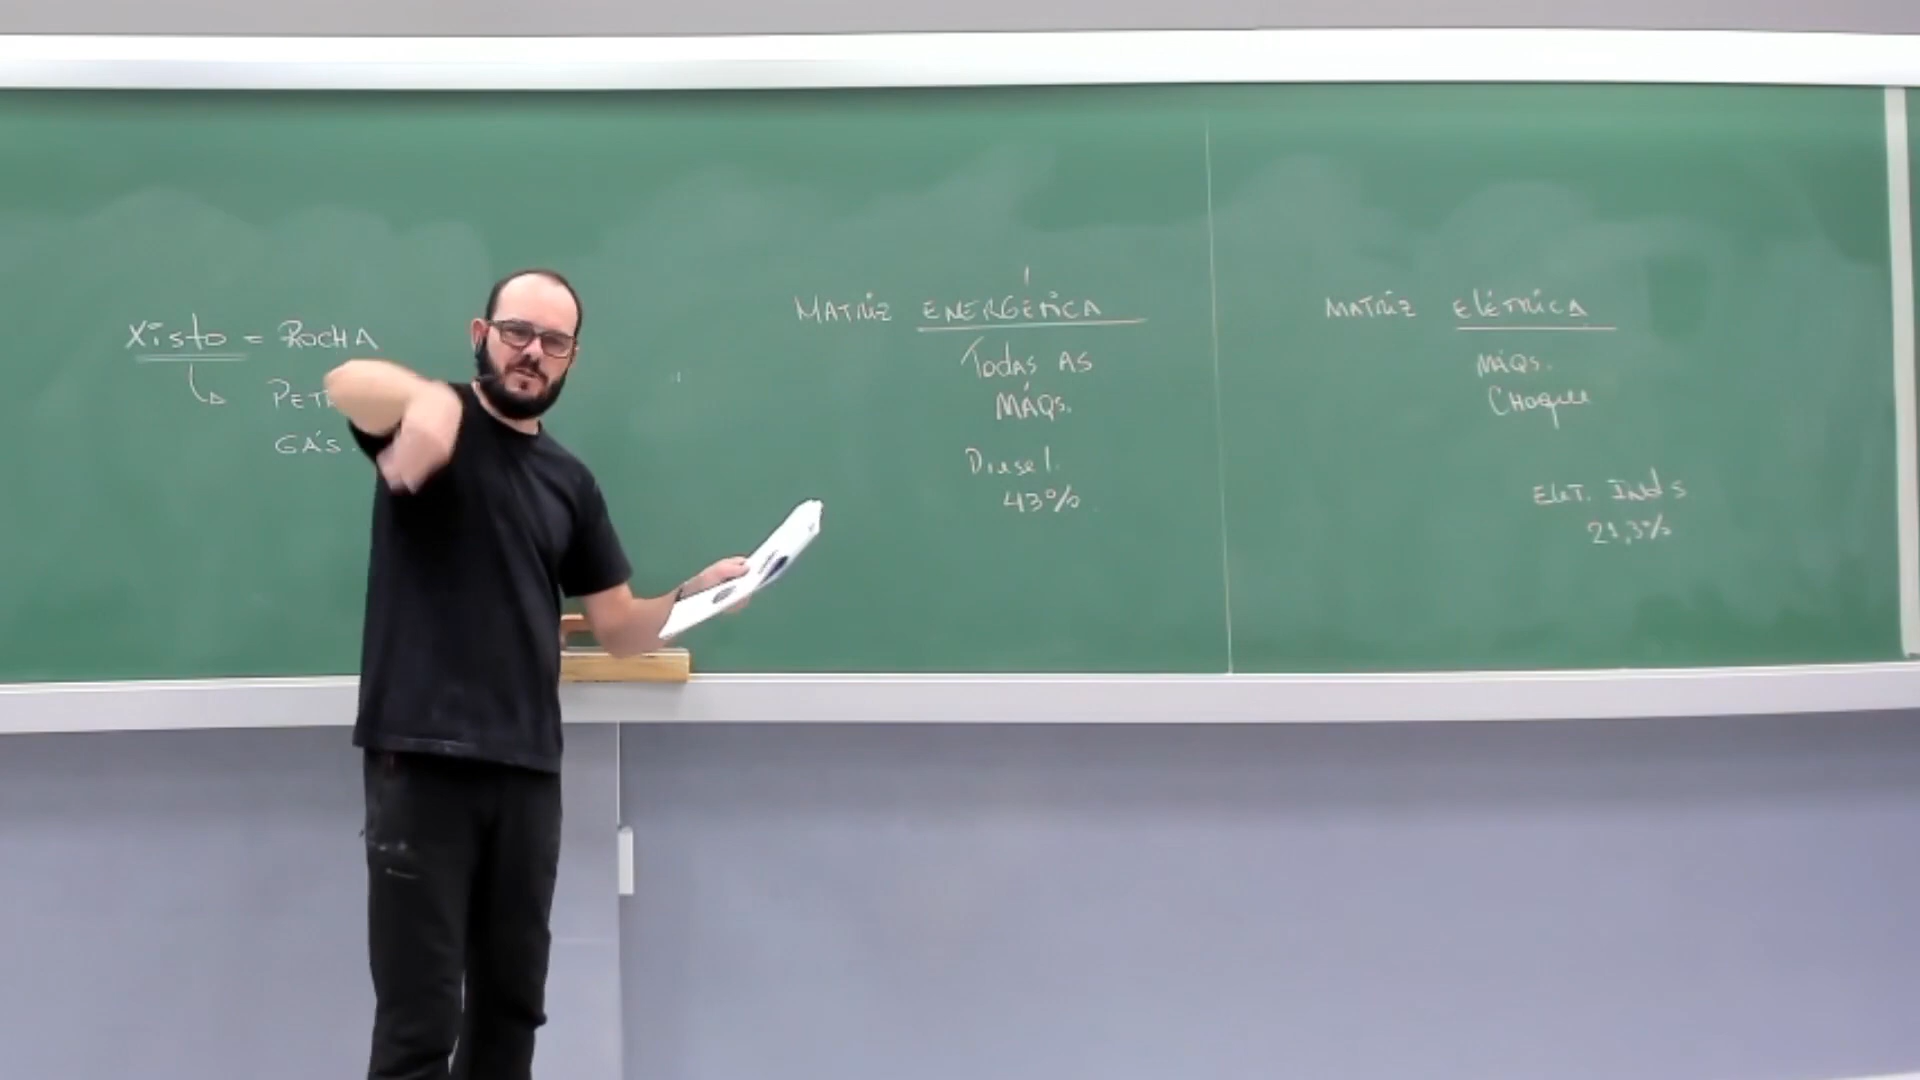 Xisto = ROCHA
PET
GÁS.
MATRIZ ENERGÉTICA
TODAS AS
MÁQS.
Diesel.
43%
MATRIZ ELÉTRICA
MÁQS.
CHOQUE
21,3%